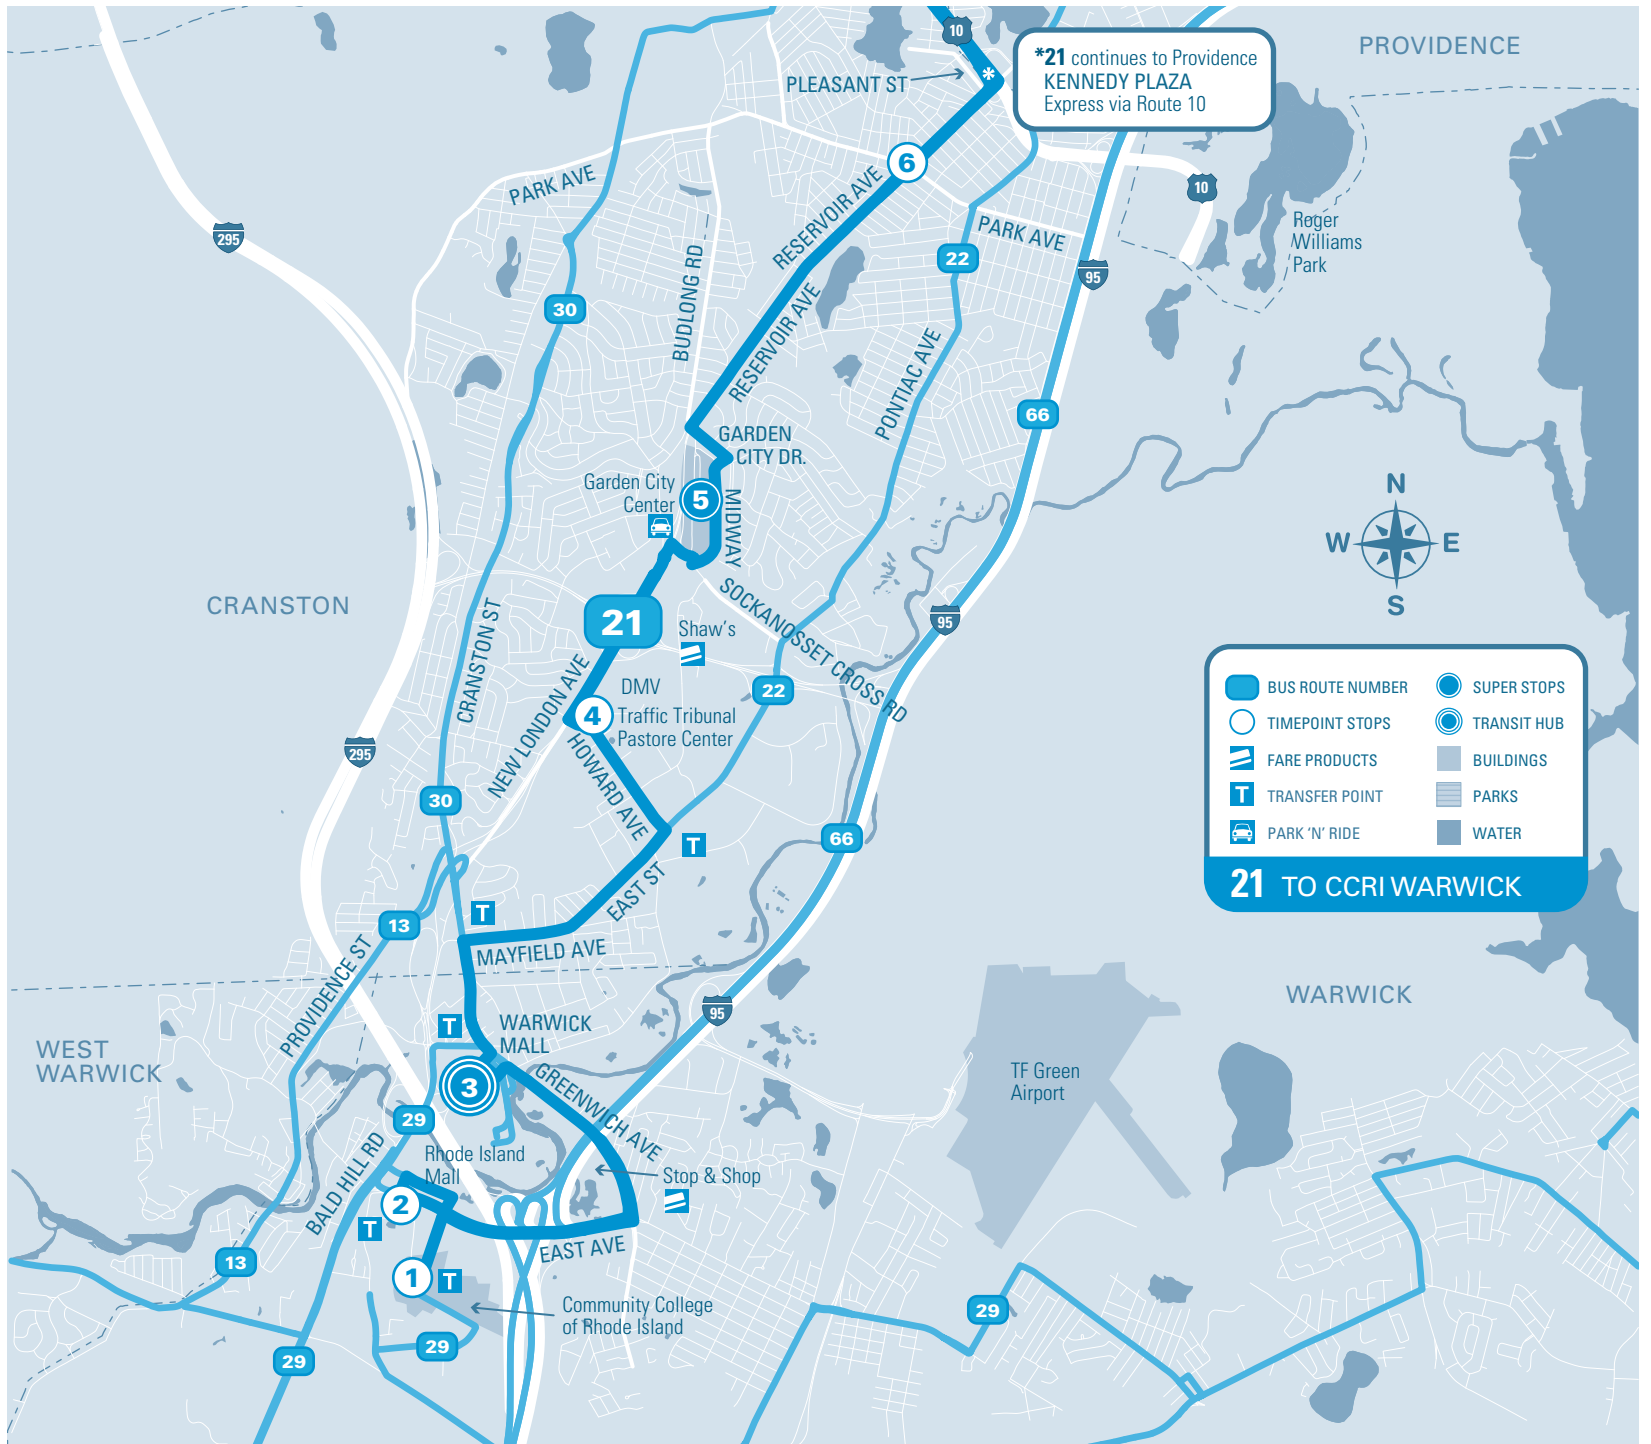 10
PROVIDENCE
*21 continues to Providence
KENNEDY PLAZA
Express via Route 10
PLEASANT ST
*
6
PARK AVE
RESERVOIR AVE
10
Roger
Williams
Park
295
PARK AVE
22
95
BUDLONG RD
30
RESERVOIR AVE
PONTIAC AVE
66
GARDEN
CITY DR.
Garden City
Center
5
MIDWAY
N
W
E
S
CRANSTON
SOCKANOSSET CROSS RD
CRANSTON ST
21
Shaw's
95
NEW LONDON AVE
DMV
22
4
Traffic Tribunal
Pastore Center
HOWARD AVE
295
30
66
T
BUS ROUTE NUMBER
SUPER STOPS
TIMEPOINT STOPS
TRANSIT HUB
FARE PRODUCTS
BUILDINGS
T
TRANSFER POINT
PARKS
PARK 'N' RIDE
WATER
21 TO CCRI WARWICK
EAST ST
T
13
MAYFIELD AVE
PROVIDENCE ST
WARWICK
95
T
WARWICK
MALL
WEST
WARWICK
3
GREENWICH AVE
TF Green
Airport
29
BALD HILL RD
Rhode Island
Mall
Stop & Shop
2
T
EAST AVE
13
1
T
Community College
of Rhode Island
29
29
29